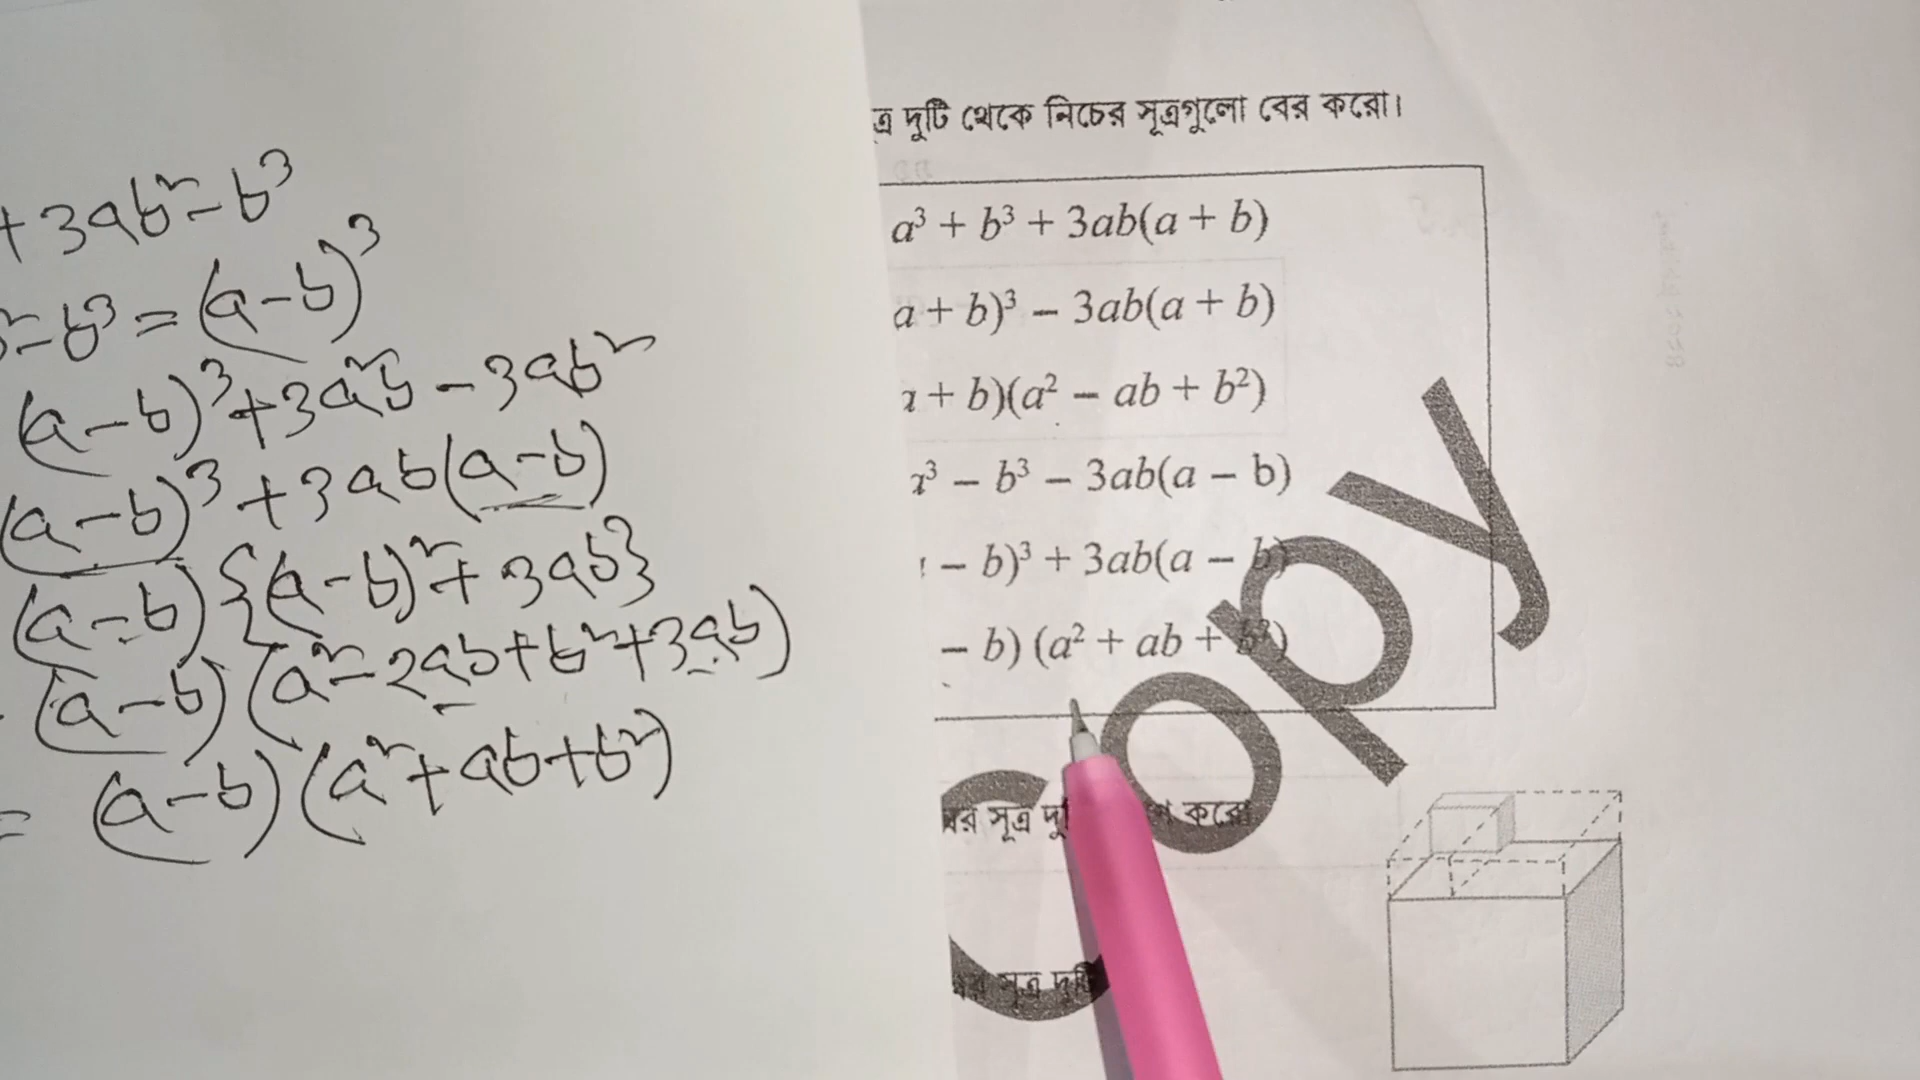 + 3ab² - b³
² - b³ = (a-b)³
(a-b)³ + 3a²b - 3ab²
(a-b)³ + 3ab(a-b)
(a-b){(a-b)² + 3ab}
(a-b)(a² - 2ab + b² + 3ab)
= (a-b)(a² + ab + b²)
ত্র দুটি থেকে নিচের সূত্রগুলো বের করো।
a³ + b³ + 3ab(a + b)
a + b)³ – 3ab(a + b)
+ b)(a² – ab + b²)
³ – b³ – 3ab(a – b)
– b)³ + 3ab(a – b)
– b) (a² + ab + b²)
সূত্র করো
সূত্র দুটি
Copy